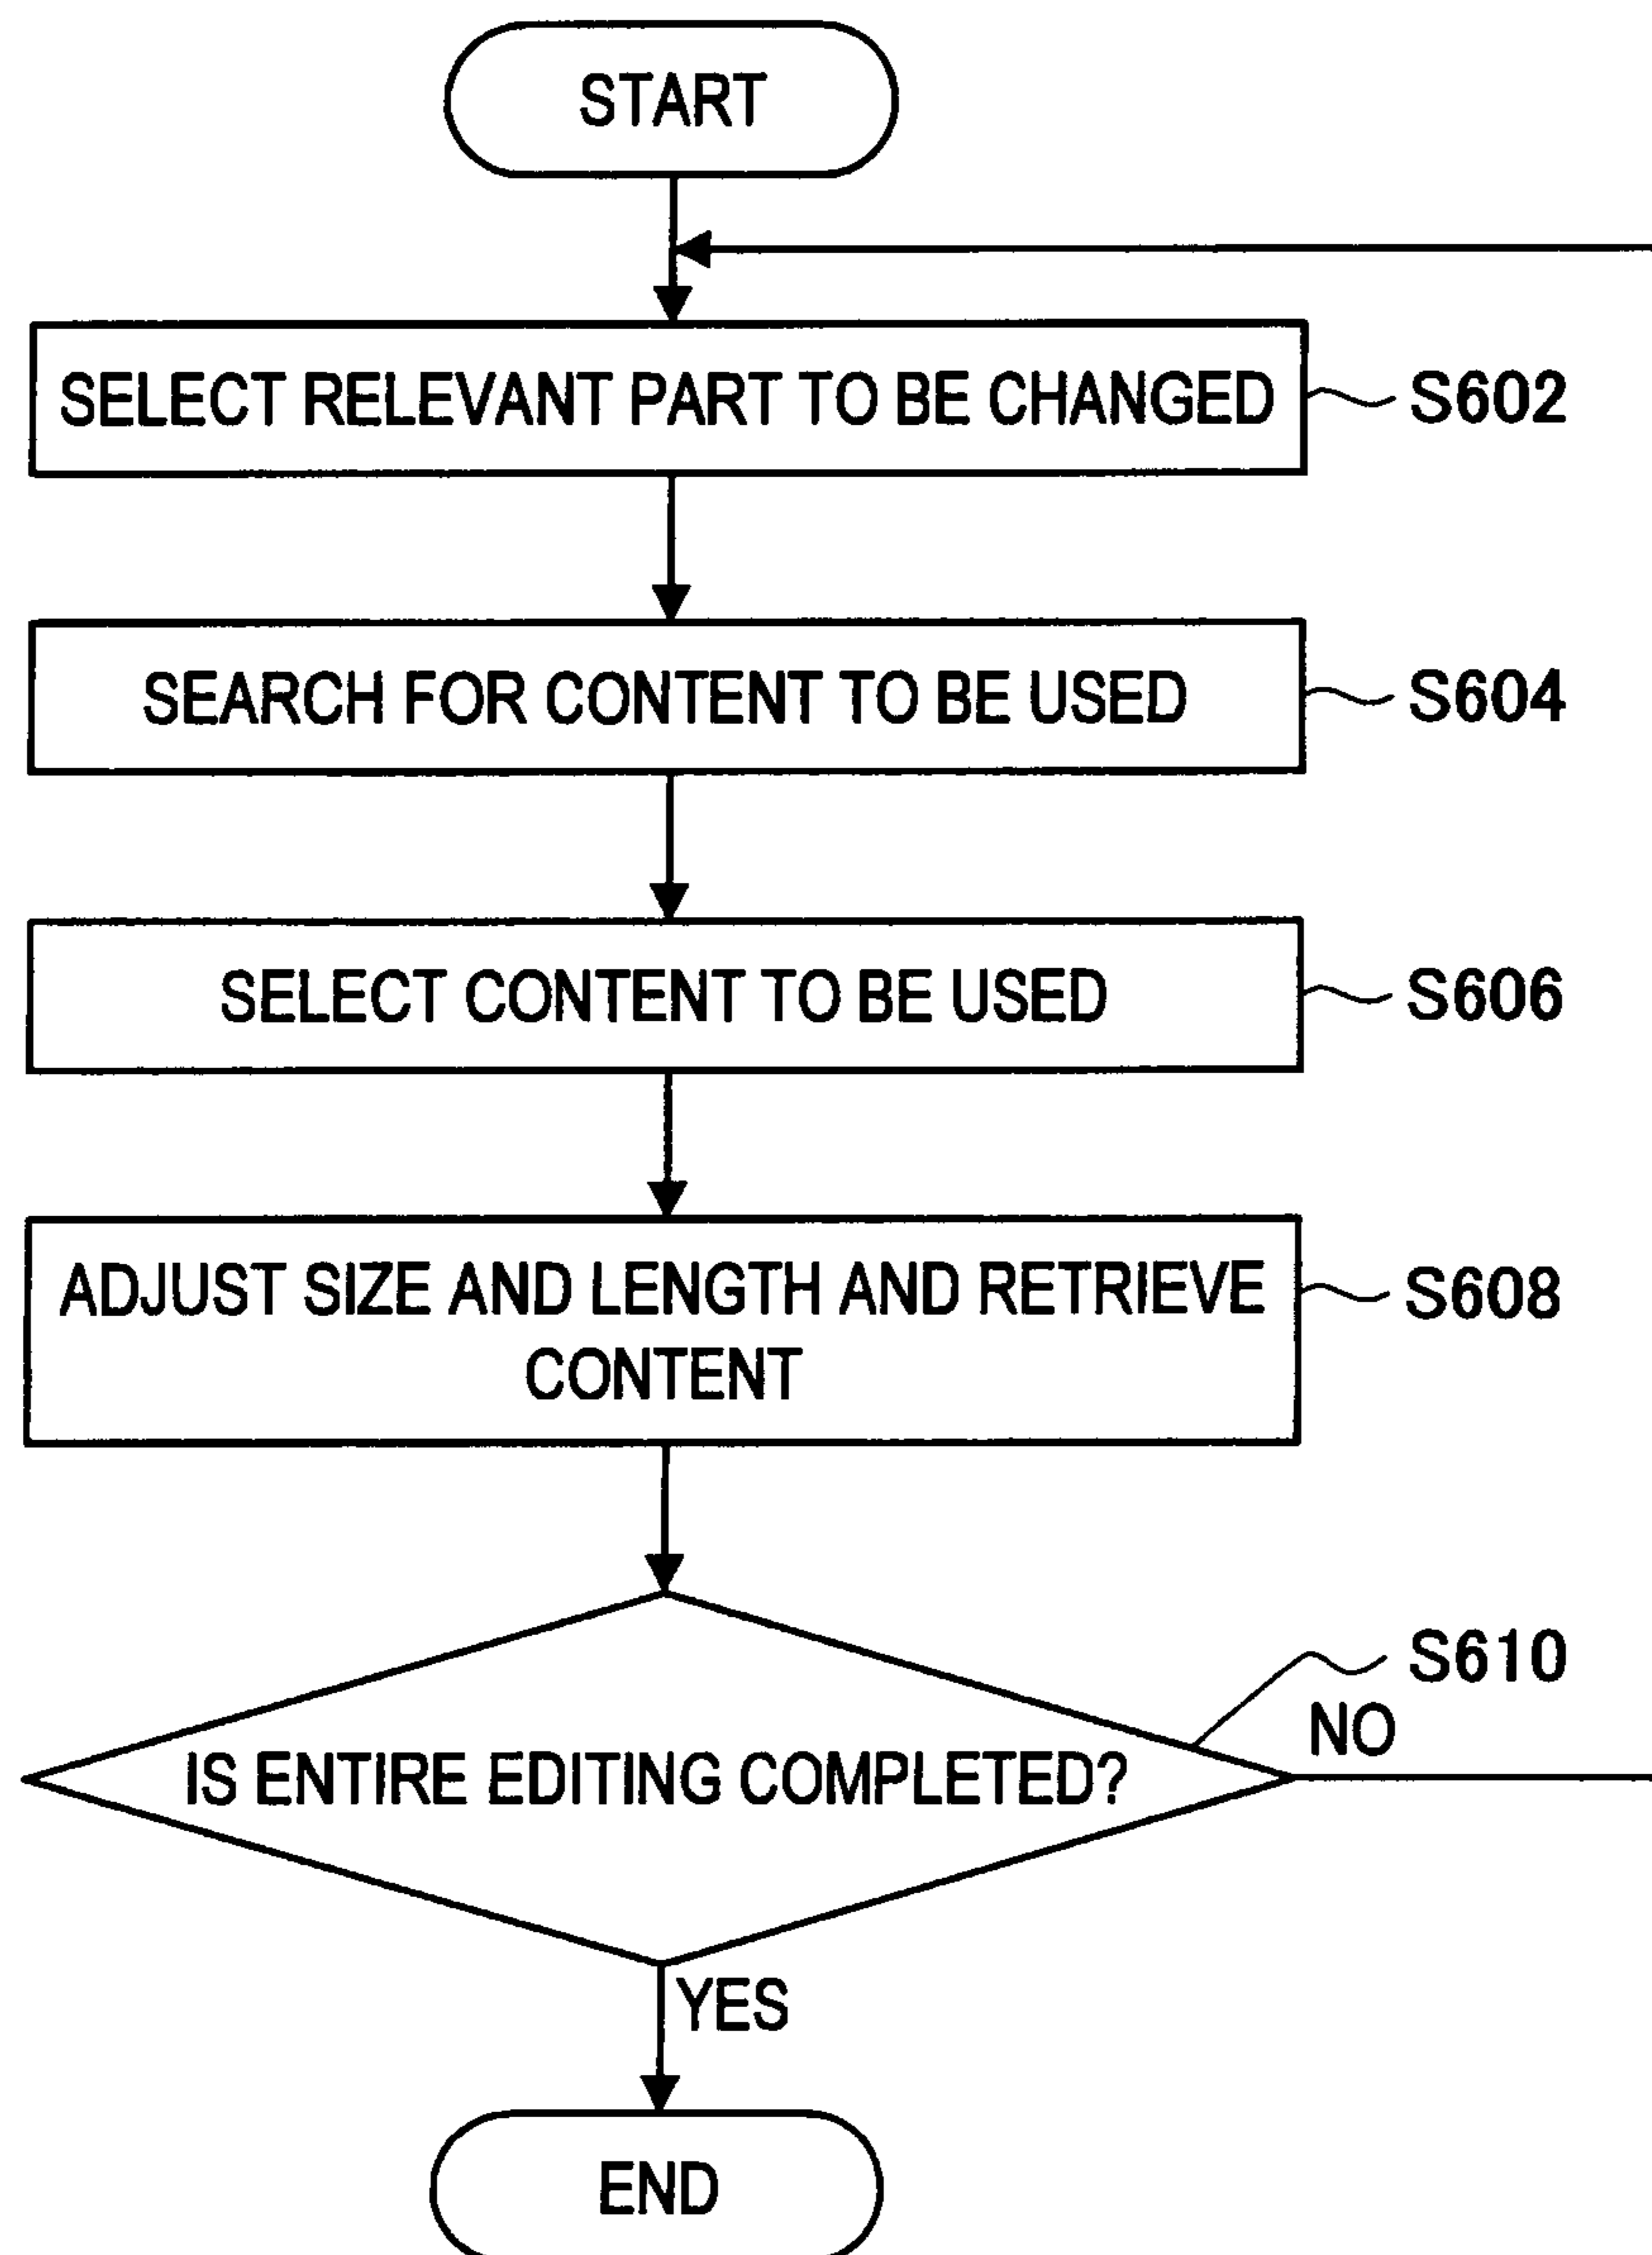 START
SELECT RELEVANT PART TO BE CHANGED
S602
SEARCH FOR CONTENT TO BE USED
S604
SELECT CONTENT TO BE USED
S606
ADJUST SIZE AND LENGTH AND RETRIEVE
CONTENT
S608
S610
NO
IS ENTIRE EDITING COMPLETED?
YES
END